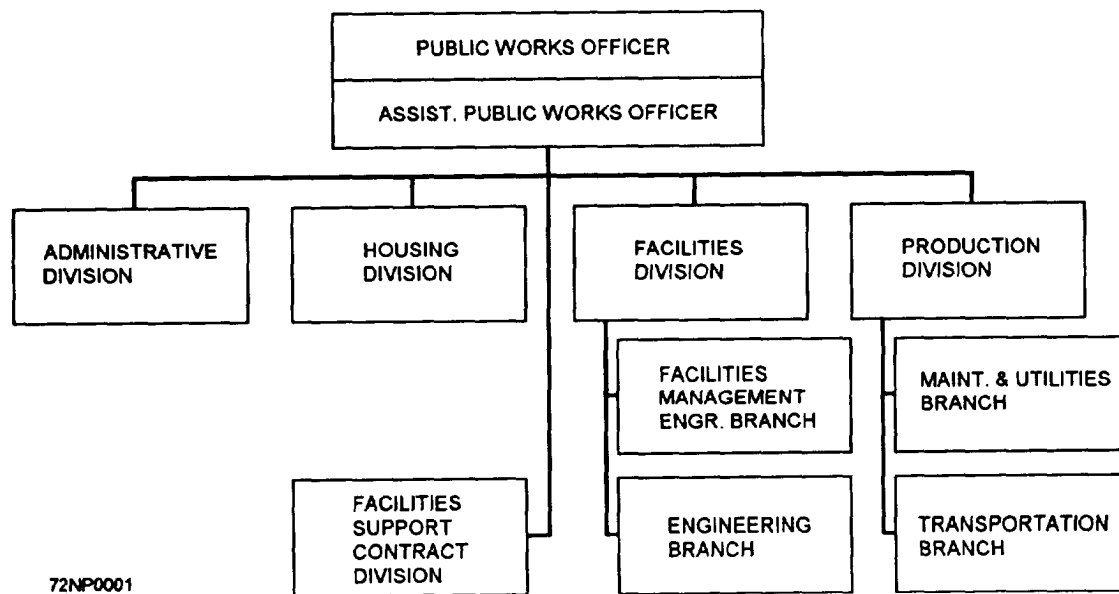 PUBLIC WORKS OFFICER
ASSIST. PUBLIC WORKS OFFICER
ADMINISTRATIVE
DIVISION
HOUSING
DIVISION
FACILITIES
DIVISION
PRODUCTION
DIVISION
FACILITIES
MANAGEMENT
ENGR. BRANCH
MAINT. & UTILITIES
BRANCH
FACILITIES
SUPPORT
CONTRACT
DIVISION
ENGINEERING
BRANCH
TRANSPORTATION
BRANCH
72NP0001